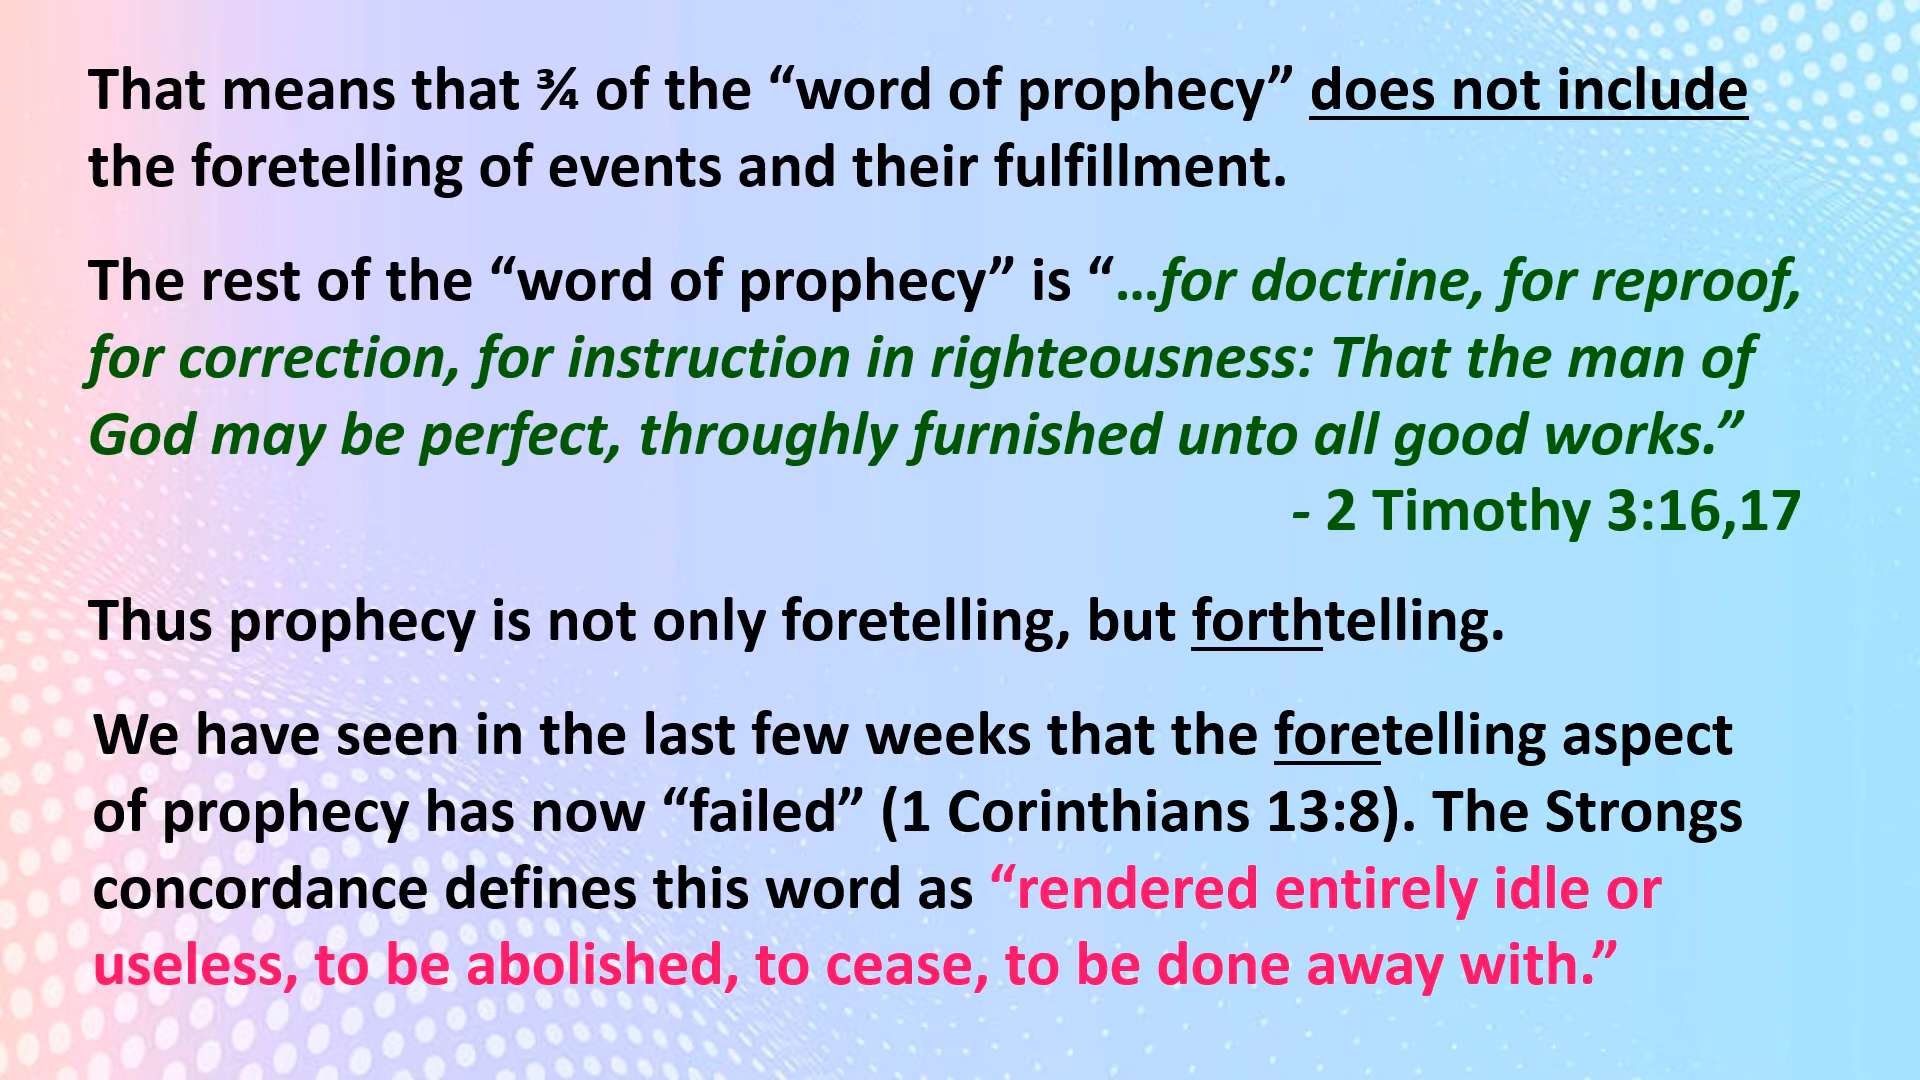 That means that ¾ of the “word of prophecy” does not include
the foretelling of events and their fulfillment.
The rest of the “word of prophecy” is “…for doctrine, for reproof,
for correction, for instruction in righteousness: That the man of
God may be perfect, throughly furnished unto all good works.”
- 2 Timothy 3:16,17
Thus prophecy is not only foretelling, but forthtelling.
We have seen in the last few weeks that the foretelling aspect
of prophecy has now “failed” (1 Corinthians 13:8). The Strongs
concordance defines this word as “rendered entirely idle or
useless, to be abolished, to cease, to be done away with.”